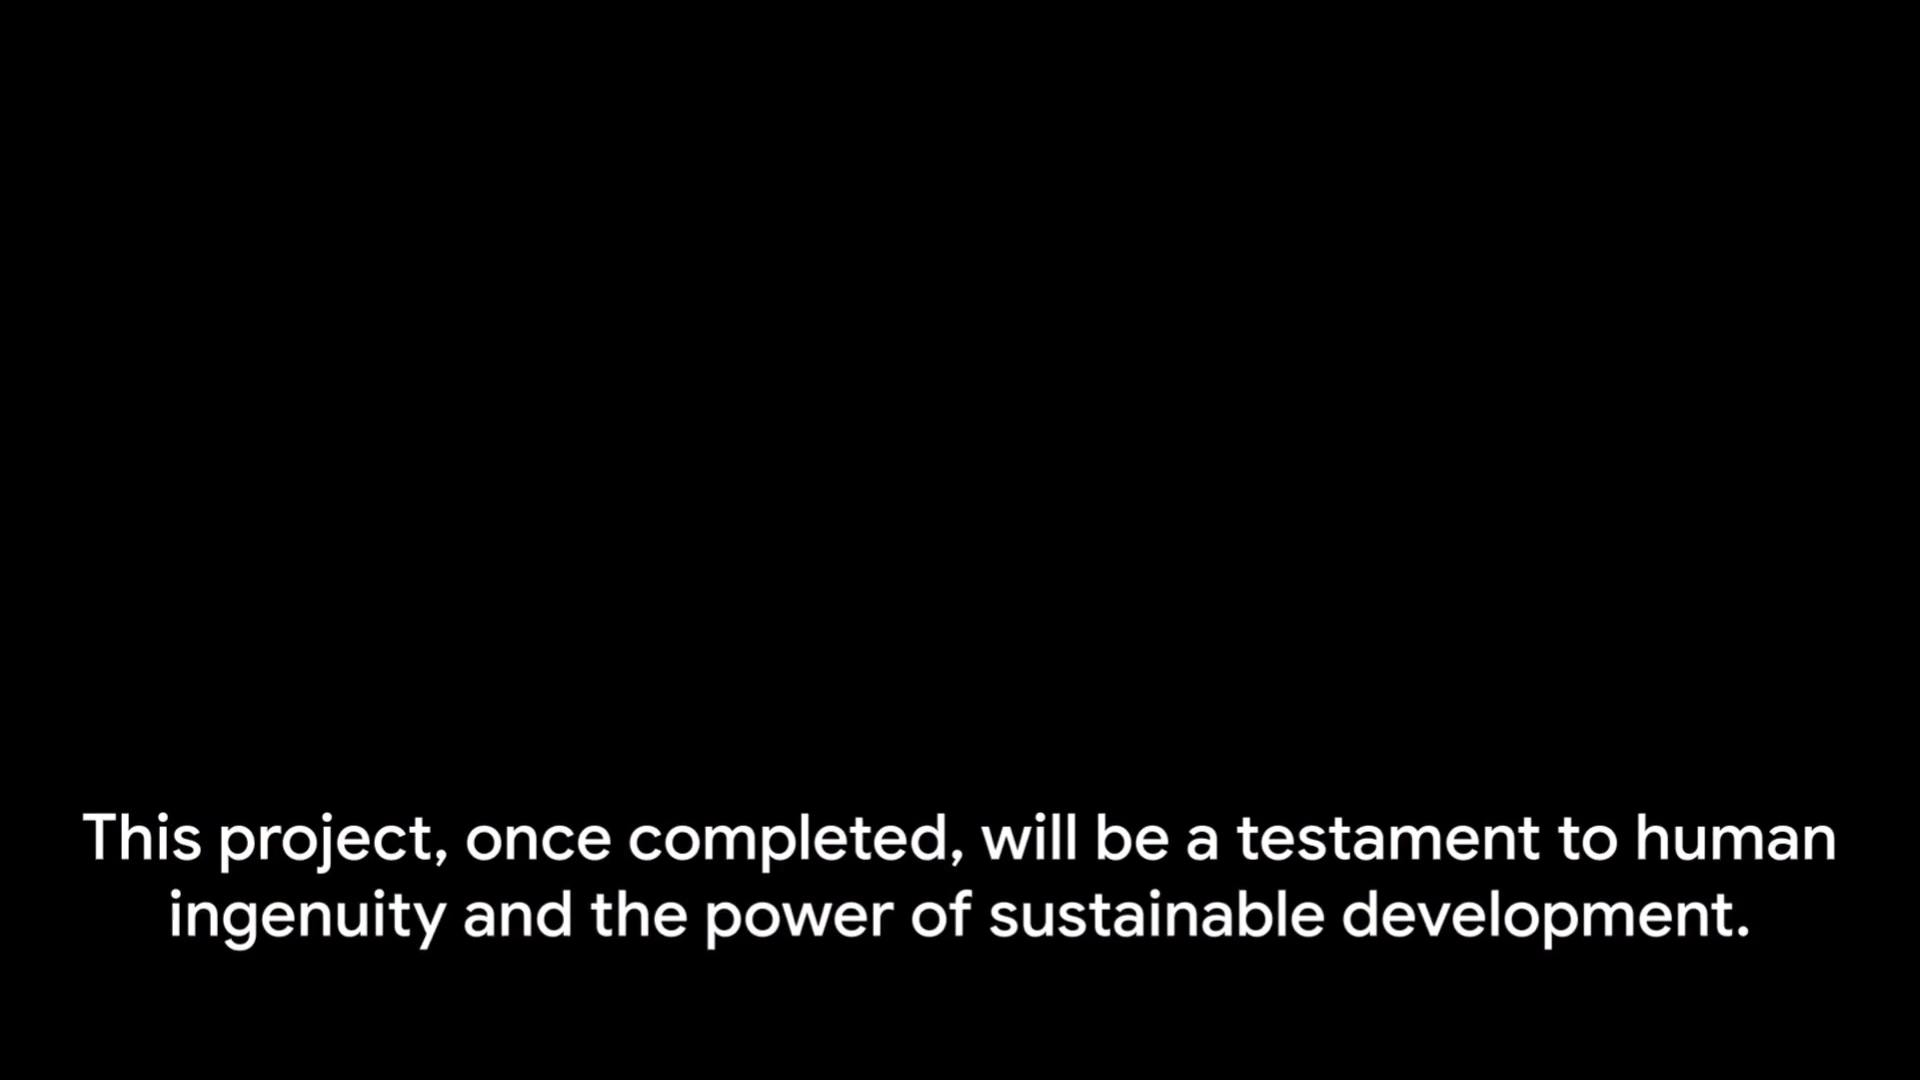 This project, once completed, will be a testament to human
ingenuity and the power of sustainable development.